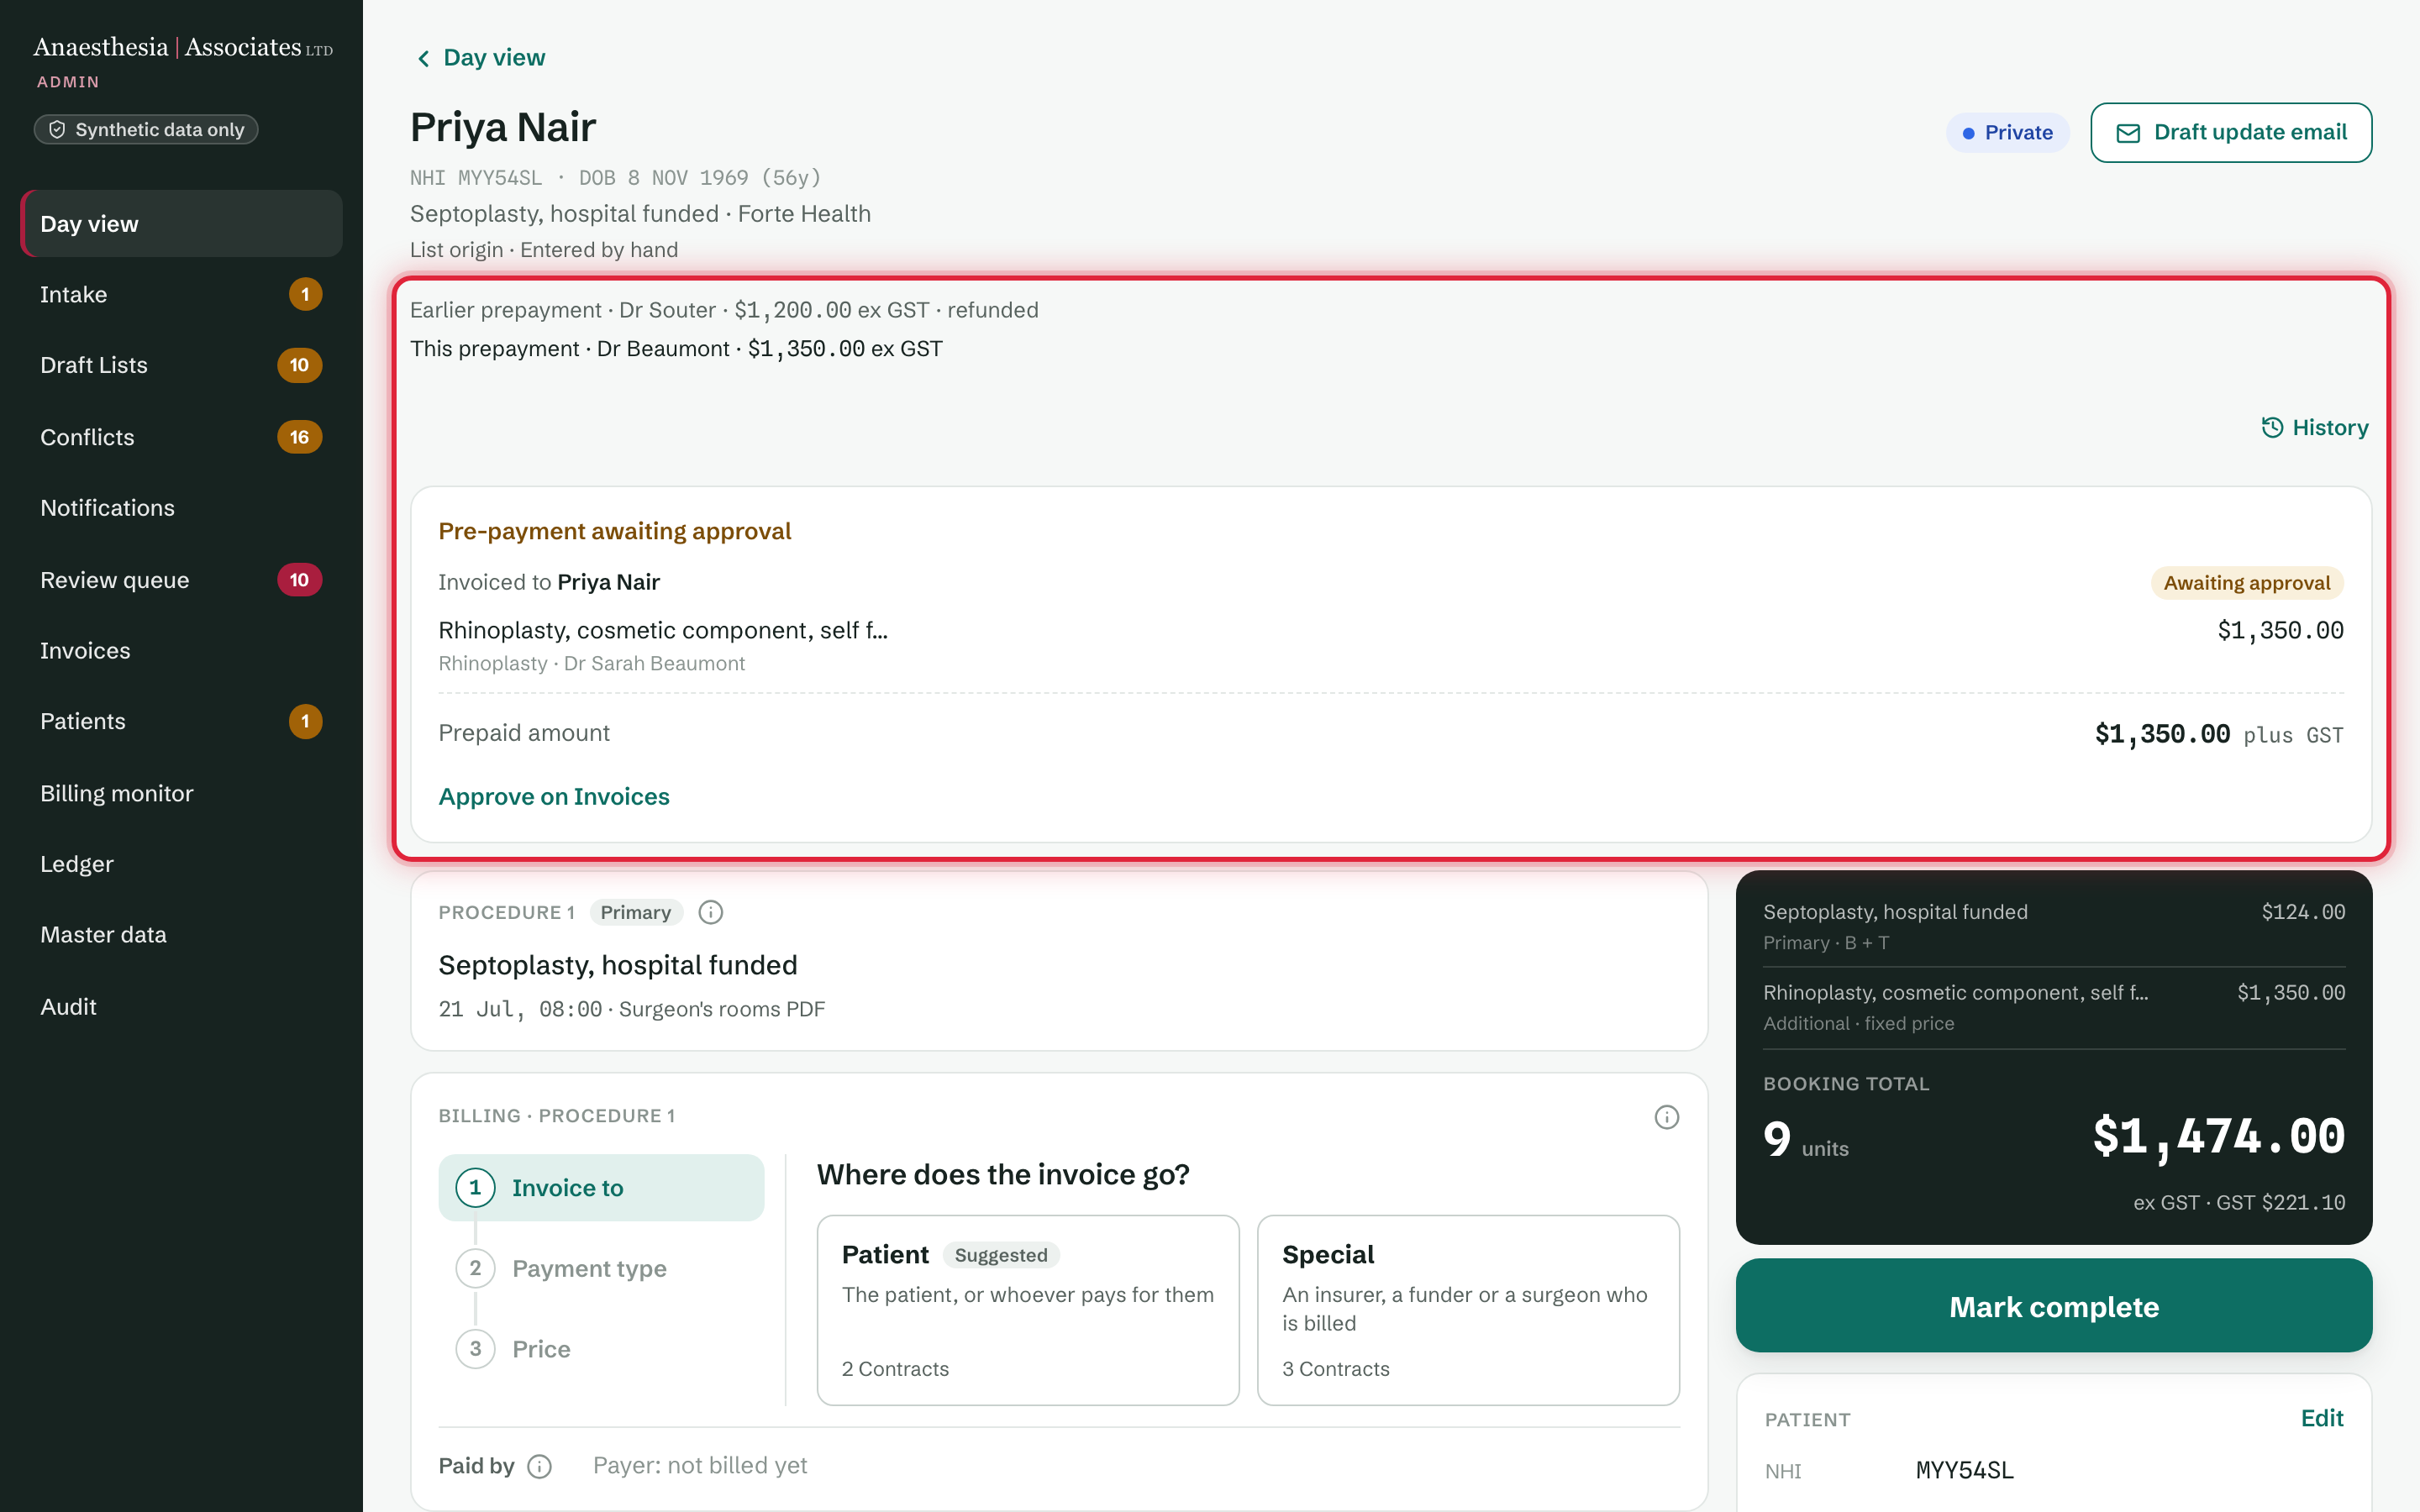 Anaesthesia | Associates LTD
ADMIN
Synthetic data only
Day view
Intake 1
Draft Lists 10
Conflicts 16
Notifications
Review queue 10
Invoices
Patients 1
Billing monitor
Ledger
Master data
Audit
Day view
Priya Nair
Private
Draft update email
NHI MYY54SL · DOB 8 NOV 1969 (56y)
Septoplasty, hospital funded · Forte Health
List origin · Entered by hand
Earlier prepayment · Dr Souter · $1,200.00 ex GST · refunded
This prepayment · Dr Beaumont · $1,350.00 ex GST
History
Pre-payment awaiting approval
Invoiced to Priya Nair
Awaiting approval
Rhinoplasty, cosmetic component, self f... $1,350.00
Rhinoplasty · Dr Sarah Beaumont
Prepaid amount $1,350.00 plus GST
Approve on Invoices
PROCEDURE 1 Primary
Septoplasty, hospital funded
21 Jul, 08:00 · Surgeon's rooms PDF
BILLING · PROCEDURE 1
1 Invoice to
2 Payment type
3 Price
Where does the invoice go?
Patient Suggested
The patient, or whoever pays for them
2 Contracts
Special
An insurer, a funder or a surgeon who
is billed
3 Contracts
Paid by Payer: not billed yet
Septoplasty, hospital funded $124.00
Primary · B + T
Rhinoplasty, cosmetic component, self f... $1,350.00
Additional · fixed price
BOOKING TOTAL
9 units $1,474.00
ex GST · GST $221.10
Mark complete
PATIENT Edit
NHI MYY54SL